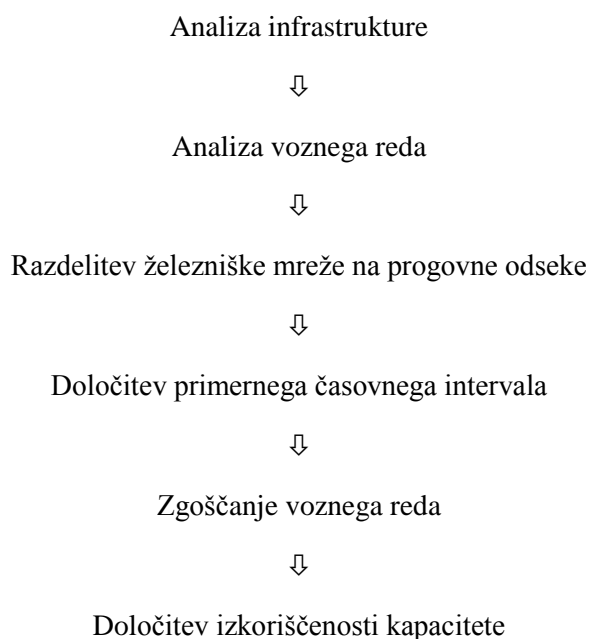 Analiza infrastrukture
⇩
Analiza voznega reda
⇩
Razdelitev železniške mreže na progovne odseke
⇩
Določitev primernega časovnega intervala
⇩
Zgoščanje voznega reda
⇩
Določitev izkoriščenosti kapacitete